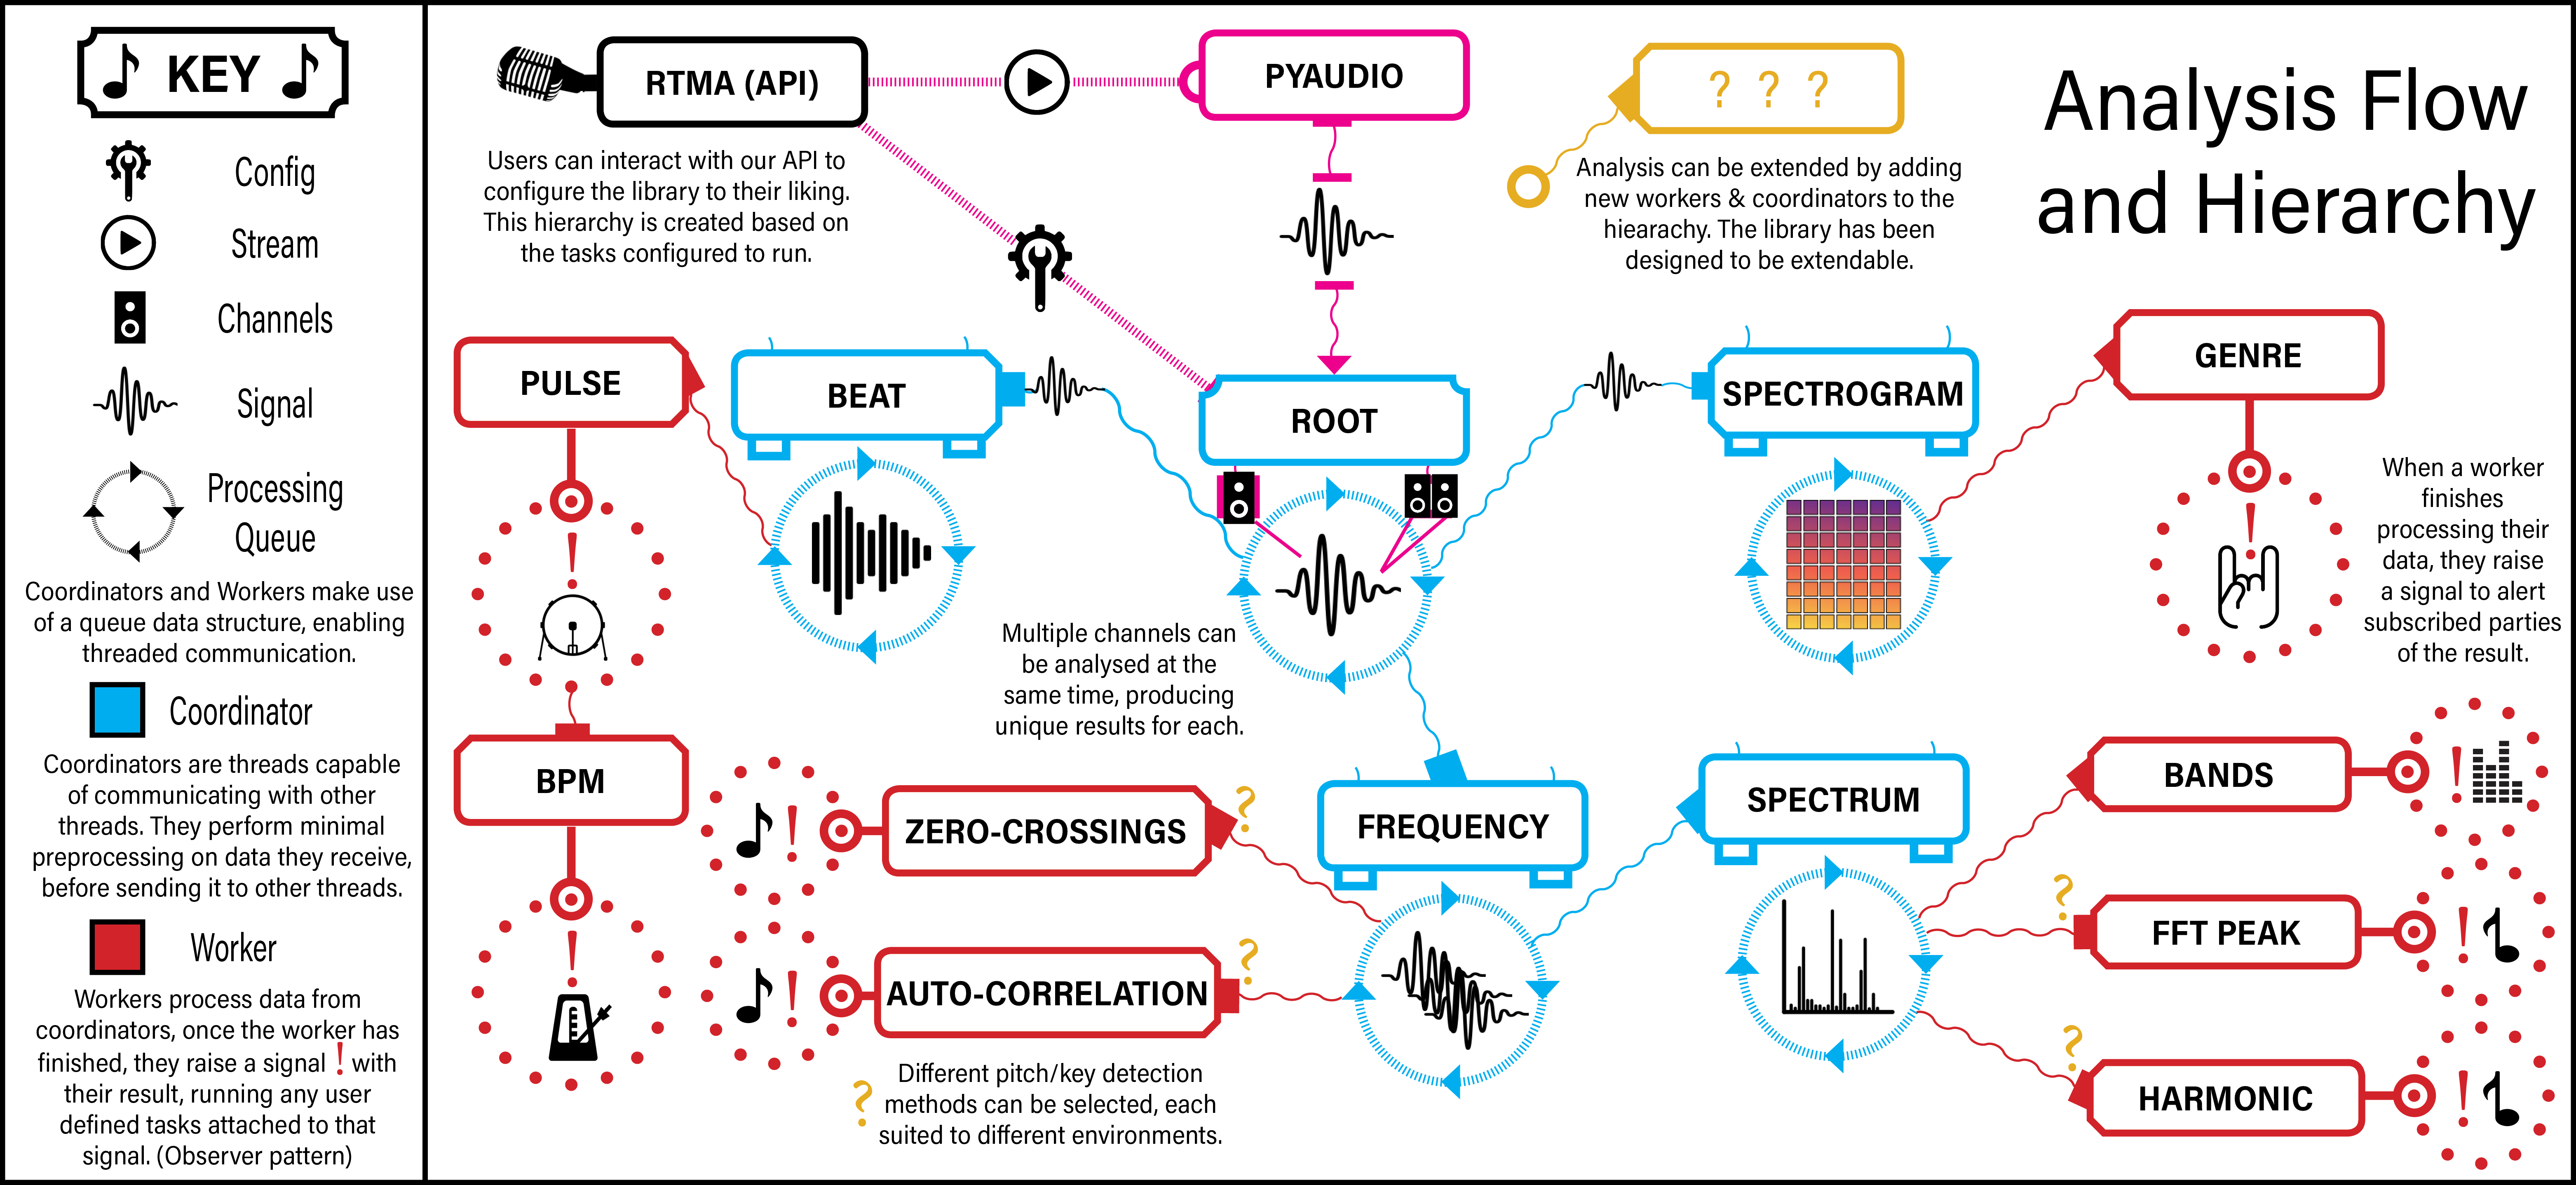 KEY
Config
Stream
Channels
Signal
Processing
Queue
Coordinators and Workers make use
of a queue data structure, enabling
threaded communication.
Coordinator
Coordinators are threads capable
of communicating with other
threads. They perform minimal
preprocessing on data they receive,
before sending it to other threads.
Worker
Workers process data from
coordinators, once the worker has
finished, they raise a signal ! with
their result, running any user
defined tasks attached to that
signal. (Observer pattern)
Analysis Flow
and Hierarchy
RTMA (API)
Users can interact with our API to
configure the library to their liking.
This hierarchy is created based on
the tasks configured to run.
PYAUDIO
? ? ?
Analysis can be extended by adding
new workers & coordinators to the
hiearachy. The library has been
designed to be extendable.
PULSE
!
BEAT
ROOT
SPECTROGRAM
GENRE
!
When a worker
finishes
processing their
data, they raise
a signal to alert
subscribed parties
of the result.
Multiple channels can
be analysed at the
same time, producing
unique results for each.
BPM
!
ZERO-CROSSINGS
?
!
AUTO-CORRELATION
?
!
? Different pitch/key detection
methods can be selected, each
suited to different environments.
FREQUENCY
SPECTRUM
BANDS
!
?
FFT PEAK
!
?
HARMONIC
!